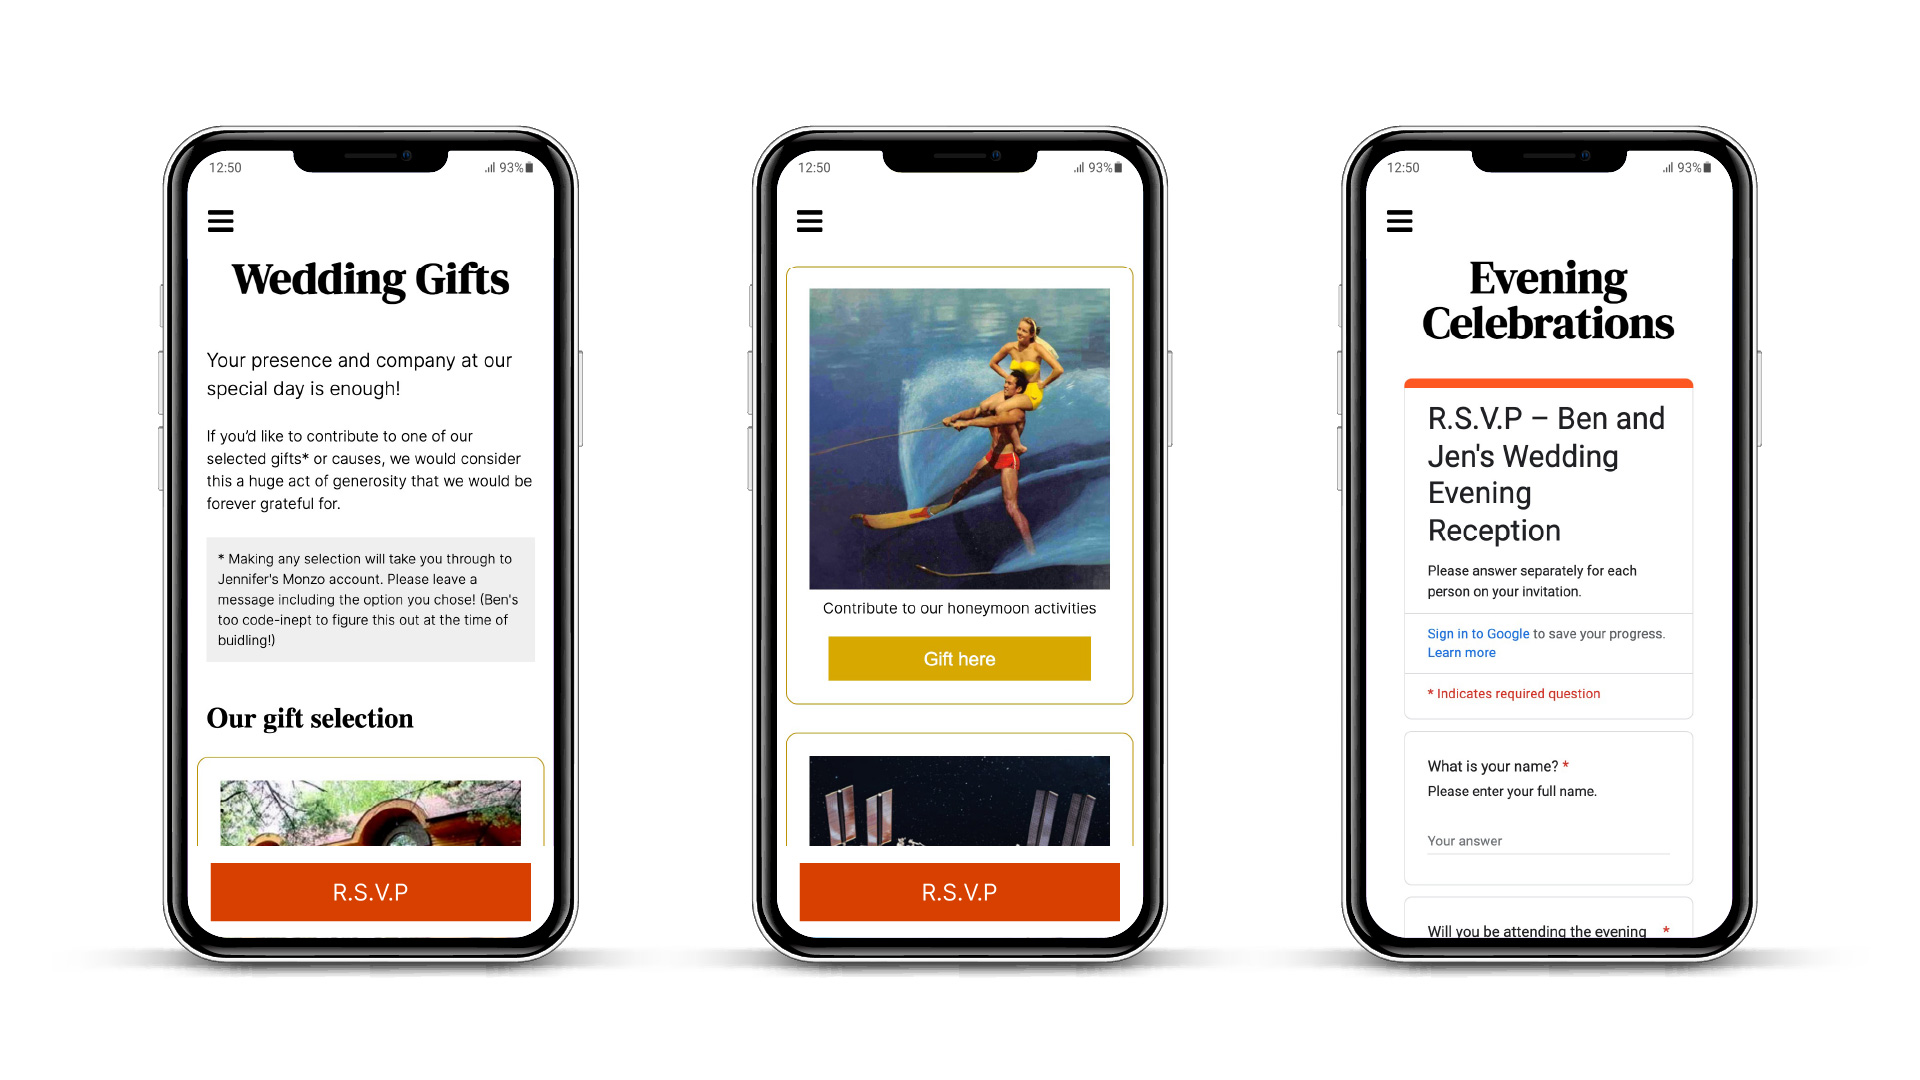 12:50
93%
Wedding Gifts
Your presence and company at our
special day is enough!
If you'd like to contribute to one of our
selected gifts* or causes, we would consider
this a huge act of generosity that we would be
forever grateful for.
* Making any selection will take you through to
Jennifer's Monzo account. Please leave a
message including the option you chose! (Ben's
too code-inept to figure this out at the time of
buidling!)
Our gift selection
R.S.V.P
12:50
93%
Contribute to our honeymoon activities
Gift here
R.S.V.P
12:50
93%
Evening
Celebrations
R.S.V.P – Ben and
Jen's Wedding
Evening
Reception
Please answer separately for each
person on your invitation.
Sign in to Google to save your progress.
Learn more
* Indicates required question
What is your name? *
Please enter your full name.
Your answer
Will you be attending the evening *